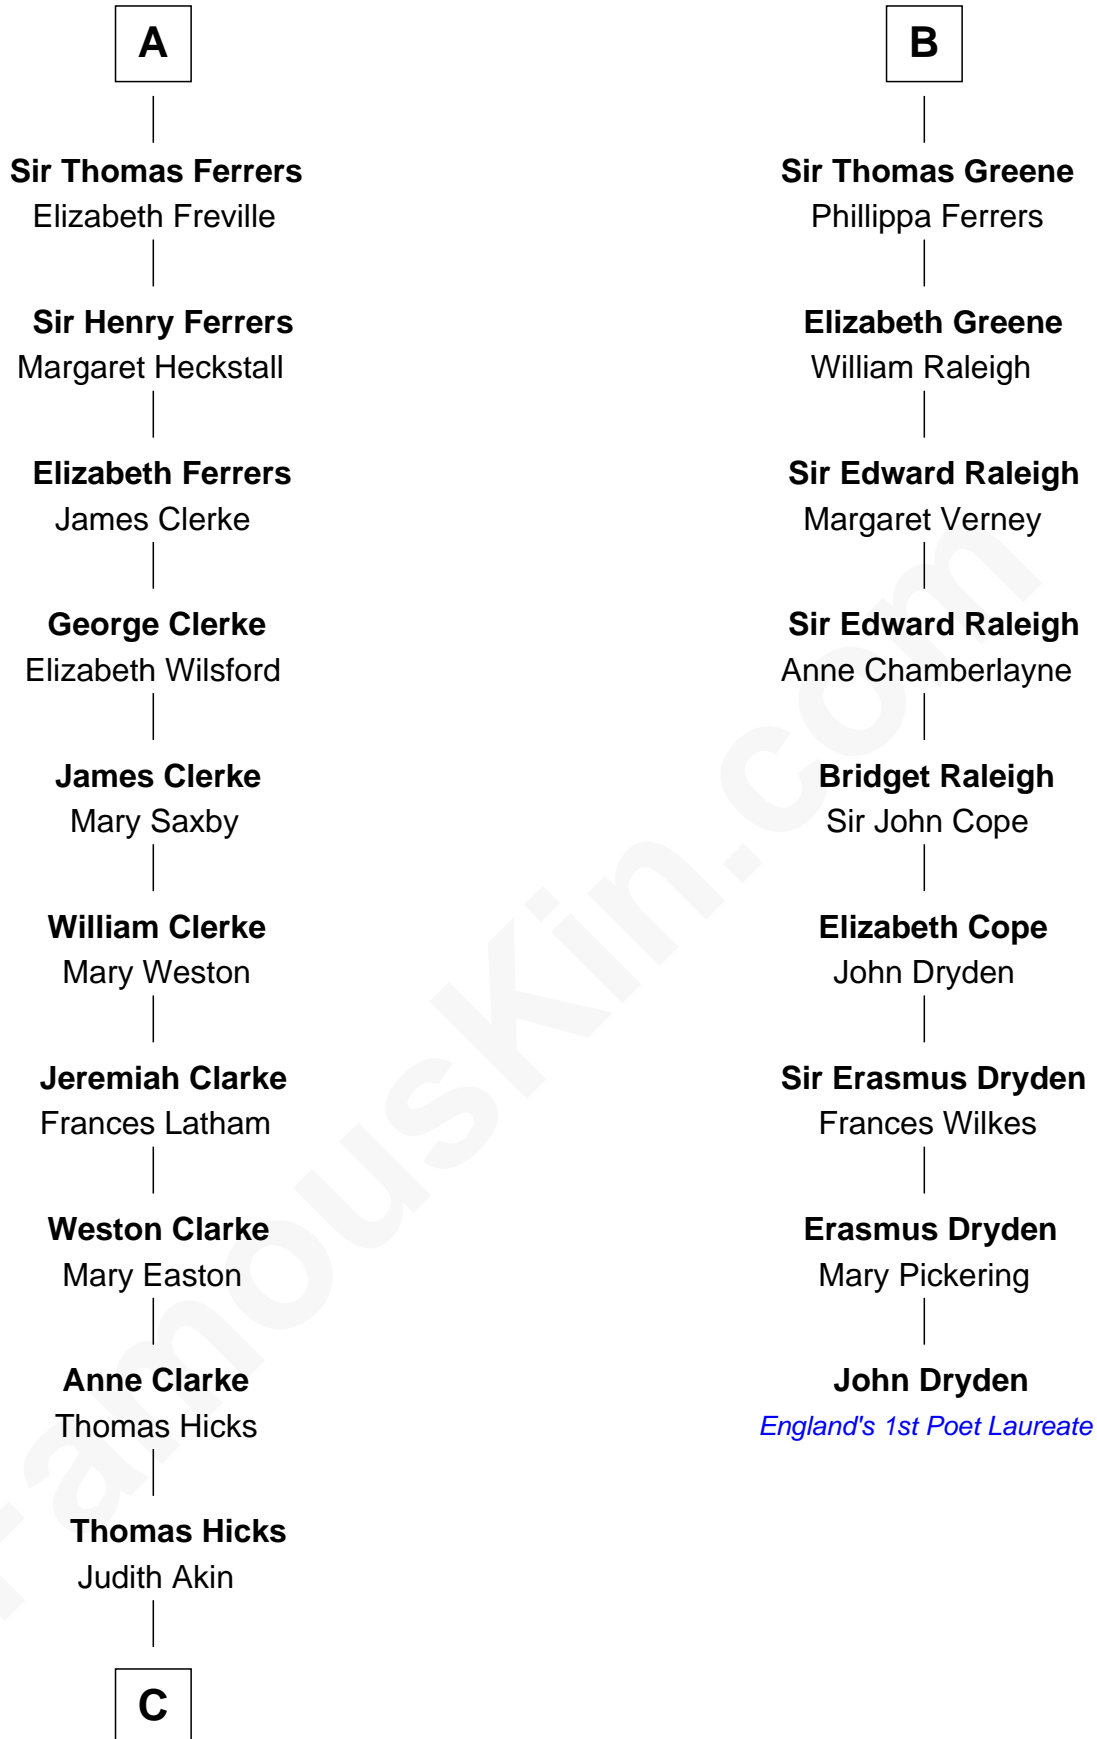 A
Sir Thomas Ferrers
Elizabeth Freville
Sir Henry Ferrers
Margaret Heckstall
Elizabeth Ferrers
James Clerke
George Clerke
Elizabeth Wilsford
James Clerke
Mary Saxby
William Clerke
Mary Weston
Jeremiah Clarke
Frances Latham
Weston Clarke
Mary Easton
Anne Clarke
Thomas Hicks
Thomas Hicks
Judith Akin
C
B
Sir Thomas Greene
Phillippa Ferrers
Elizabeth Greene
William Raleigh
Sir Edward Raleigh
Margaret Verney
Sir Edward Raleigh
Anne Chamberlayne
Bridget Raleigh
Sir John Cope
Elizabeth Cope
John Dryden
Sir Erasmus Dryden
Frances Wilkes
Erasmus Dryden
Mary Pickering
John Dryden
England's 1st Poet Laureate
FamousKin.com